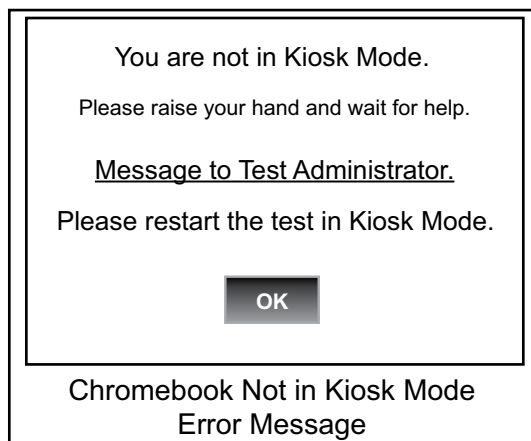 You are not in Kiosk Mode.
Please raise your hand and wait for help.
Message to Test Administrator.
Please restart the test in Kiosk Mode.
OK
Chromebook Not in Kiosk Mode
Error Message